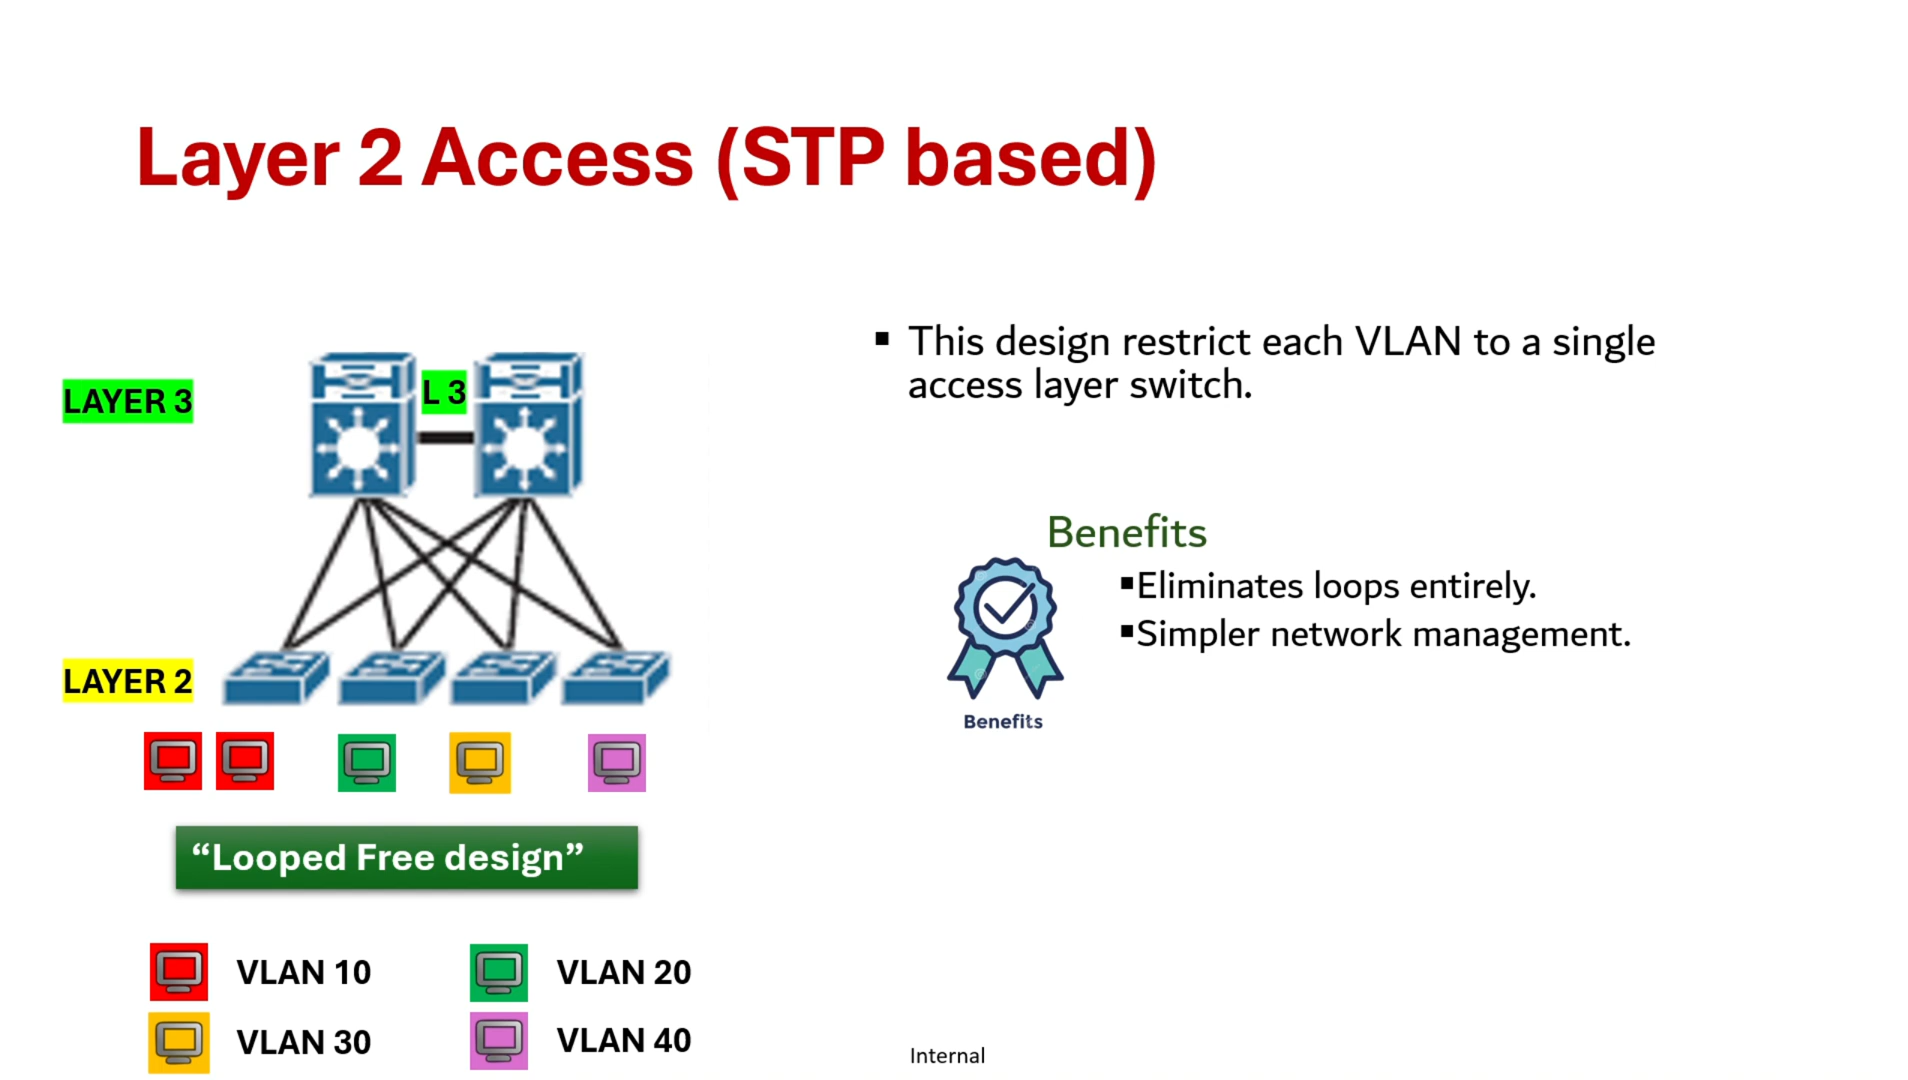 Layer 2 Access (STP based)
LAYER 3
L 3
LAYER 2
“Looped Free design”
VLAN 10
VLAN 20
VLAN 30
VLAN 40
▪ This design restrict each VLAN to a single
access layer switch.
Benefits
▪Eliminates loops entirely.
▪Simpler network management.
Benefits
Internal